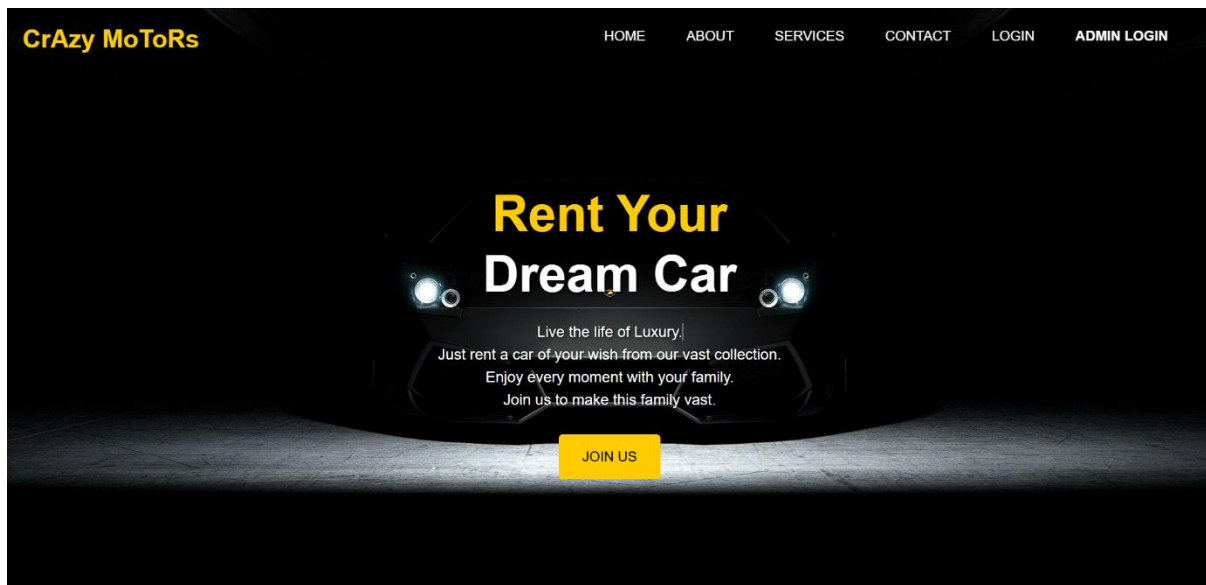 CrAzy MoToRs
HOME ABOUT SERVICES CONTACT LOGIN ADMIN LOGIN
Rent Your
Dream Car
Live the life of Luxury.
Just rent a car of your wish from our vast collection.
Enjoy every moment with your family.
Join us to make this family vast.
JOIN US